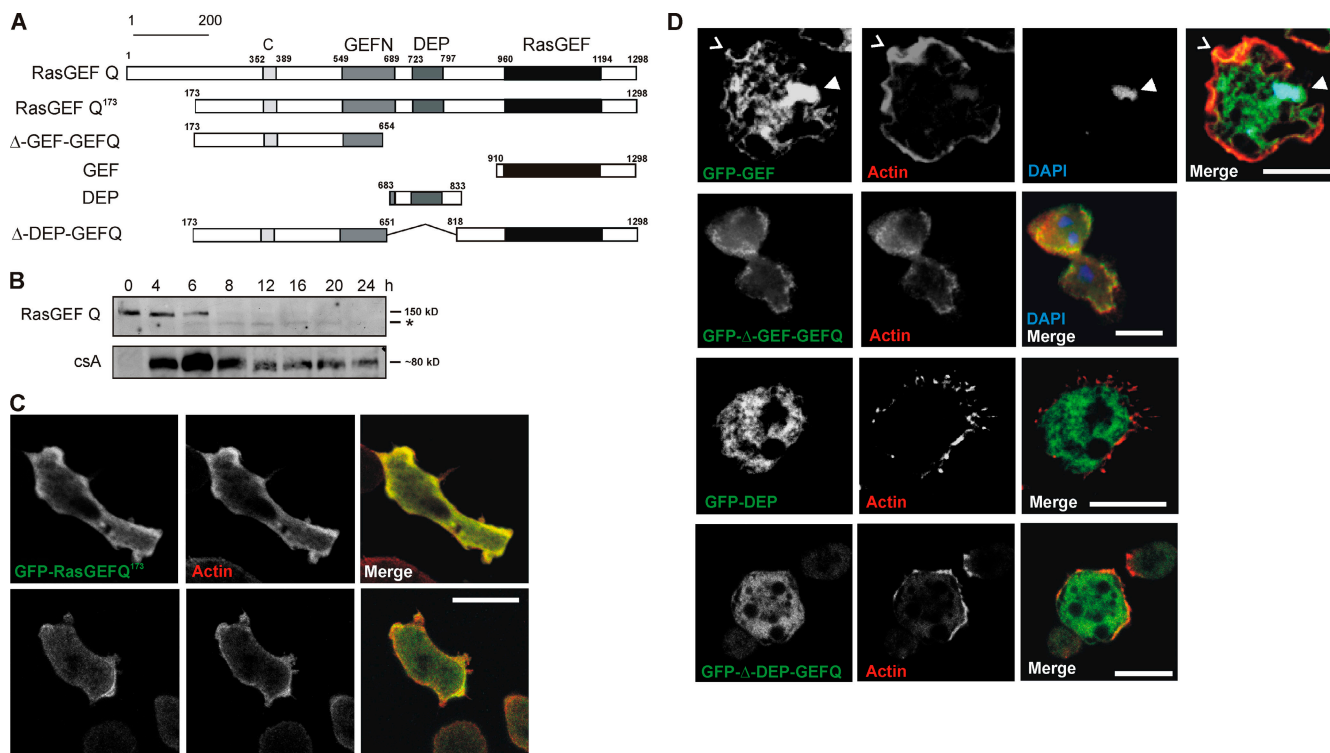 A
1 200
C GEFN DEP RasGEF
1 352 389 549 689 723 797 960 1194 1298
RasGEF Q
173 1298
RasGEF Q¹⁷³
173 654
Δ-GEF-GEFQ
910 1298
GEF
683 833
DEP
173 651 818 1298
Δ-DEP-GEFQ
B
0 4 6 8 12 16 20 24 h
RasGEF Q 150 kD
*
csA ~80 kD
C
GFP-RasGEFQ¹⁷³ Actin Merge
D
GFP-GEF Actin DAPI Merge
DAPI
GFP-Δ-GEF-GEFQ Actin Merge
GFP-DEP Actin Merge
GFP-Δ-DEP-GEFQ Actin Merge